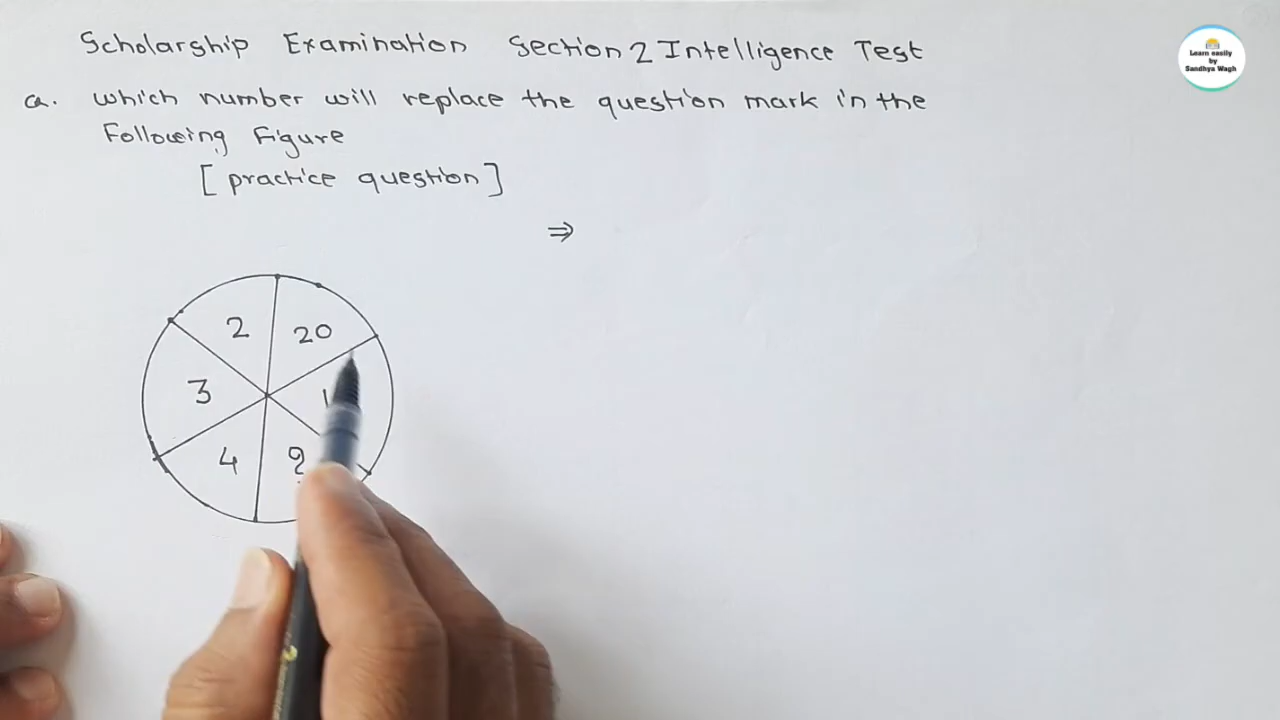 Scholarship Examination Section 2 Intelligence Test
Q. which number will replace the question mark in the
Following Figure
[practice question]
⇒
2 20
3
4 ?
Learn easily
by
Sandhya Wagh